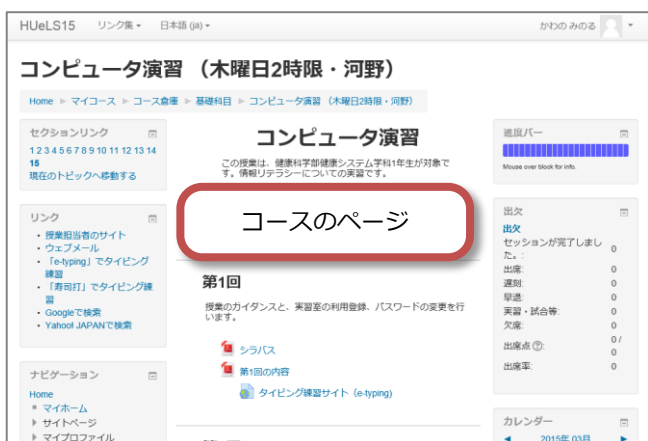 HUeLS15 リンク集 日本語 (ja) かわの みのる
コンピュータ演習 （木曜日2時限・河野）
Home ▶ マイコース ▶ コース倉庫 ▶ 基礎科目 ▶ コンピュータ演習 （木曜日2時限・河野）
セクションリンク
1 2 3 4 5 6 7 8 9 10 11 12 13 14
15
現在のトピックへ移動する
リンク
・ 授業担当者のサイト
・ ウェブメール
・ 「e-typing」でタイピング
練習
・ 「寿司打」でタイピング練
習
・ Googleで検索
・ Yahoo! JAPANで検索
ナビゲーション
Home
マイホーム
サイトページ
マイプロファイル
コンピュータ演習
この授業は、健康科学部健康システム学科1年生が対象で
す。情報リテラシーについての実習です。
コースのページ
第1回
授業のガイダンスと、実習室の利用登録、パスワードの変更を行
います。
シラバス
第1回の内容
タイピング練習サイト（e-typing）
進度バー
Mouse over block for info.
出欠
出欠
セッションが完了しまし
た。: 0
出席: 0
遅刻: 0
早退: 0
実習・試合等: 0
欠席: 0
出席点 ?: 0 /
0
出席率: 0
カレンダー
◀ 2015年 03月 ▶